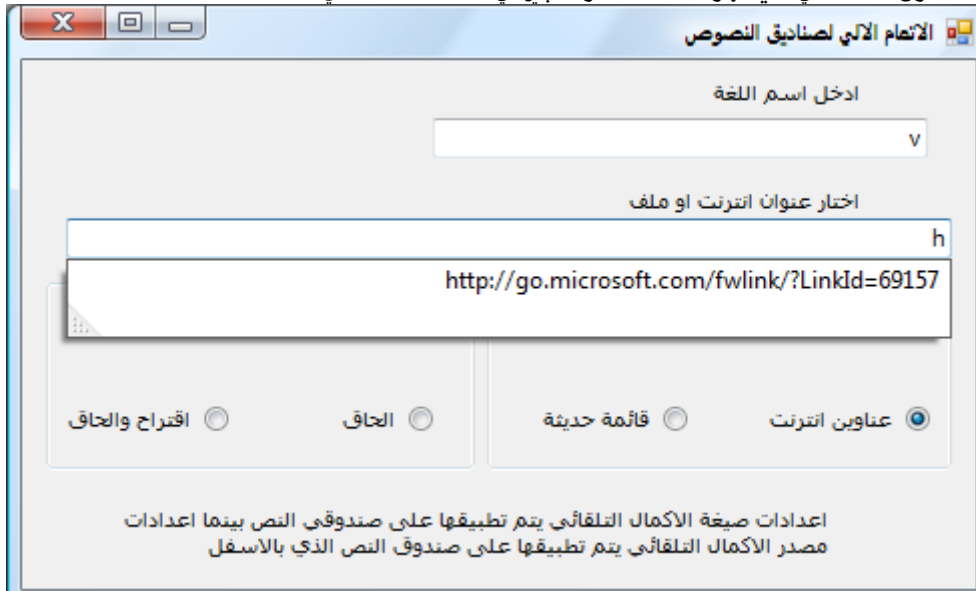 الاتمام الالي لصناديق النصوص
ادخل اسم اللغة
v
اختار عنوان انترنت او ملف
h
http://go.microsoft.com/fwlink/?LinkId=69157
عناوين انترنت قائمة حديثة الحاق اقتراح والحاق
اعدادات صيغة الاكمال التلقائي يتم تطبيقها على صندوقي النص بينما اعدادات
مصدر الاكمال التلقائي يتم تطبيقها على صندوق النص الذي بالاسفل